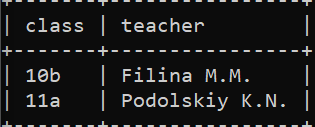 | class | teacher |
| 10b | Filina M.M. |
| 11a | Podolskiy K.N. |